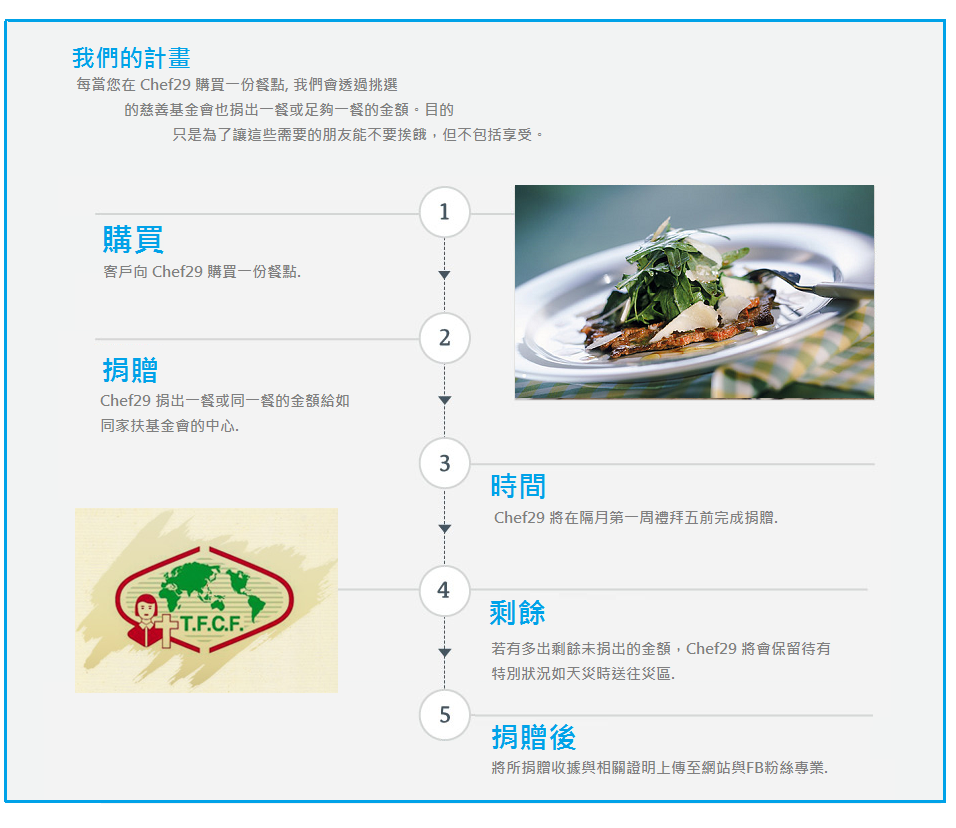 我們的計畫
每當您在 Chef29 購買一份餐點, 我們會透過挑選
的慈善基金會也捐出一餐或足夠一餐的金額。目的
只是為了讓這些需要的朋友能不要挨餓，但不包括享受。
1
購買
客戶向 Chef29 購買一份餐點.
2
捐贈
Chef29 捐出一餐或同一餐的金額給如
同家扶基金會的中心.
3
時間
Chef29 將在隔月第一周禮拜五前完成捐贈.
T.F.C.F.
4
剩餘
若有多出剩餘未捐出的金額，Chef29 將會保留待有
特別狀況如天災時送往災區.
5
捐贈後
將所捐贈收據與相關證明上傳至網站與FB粉絲專業.